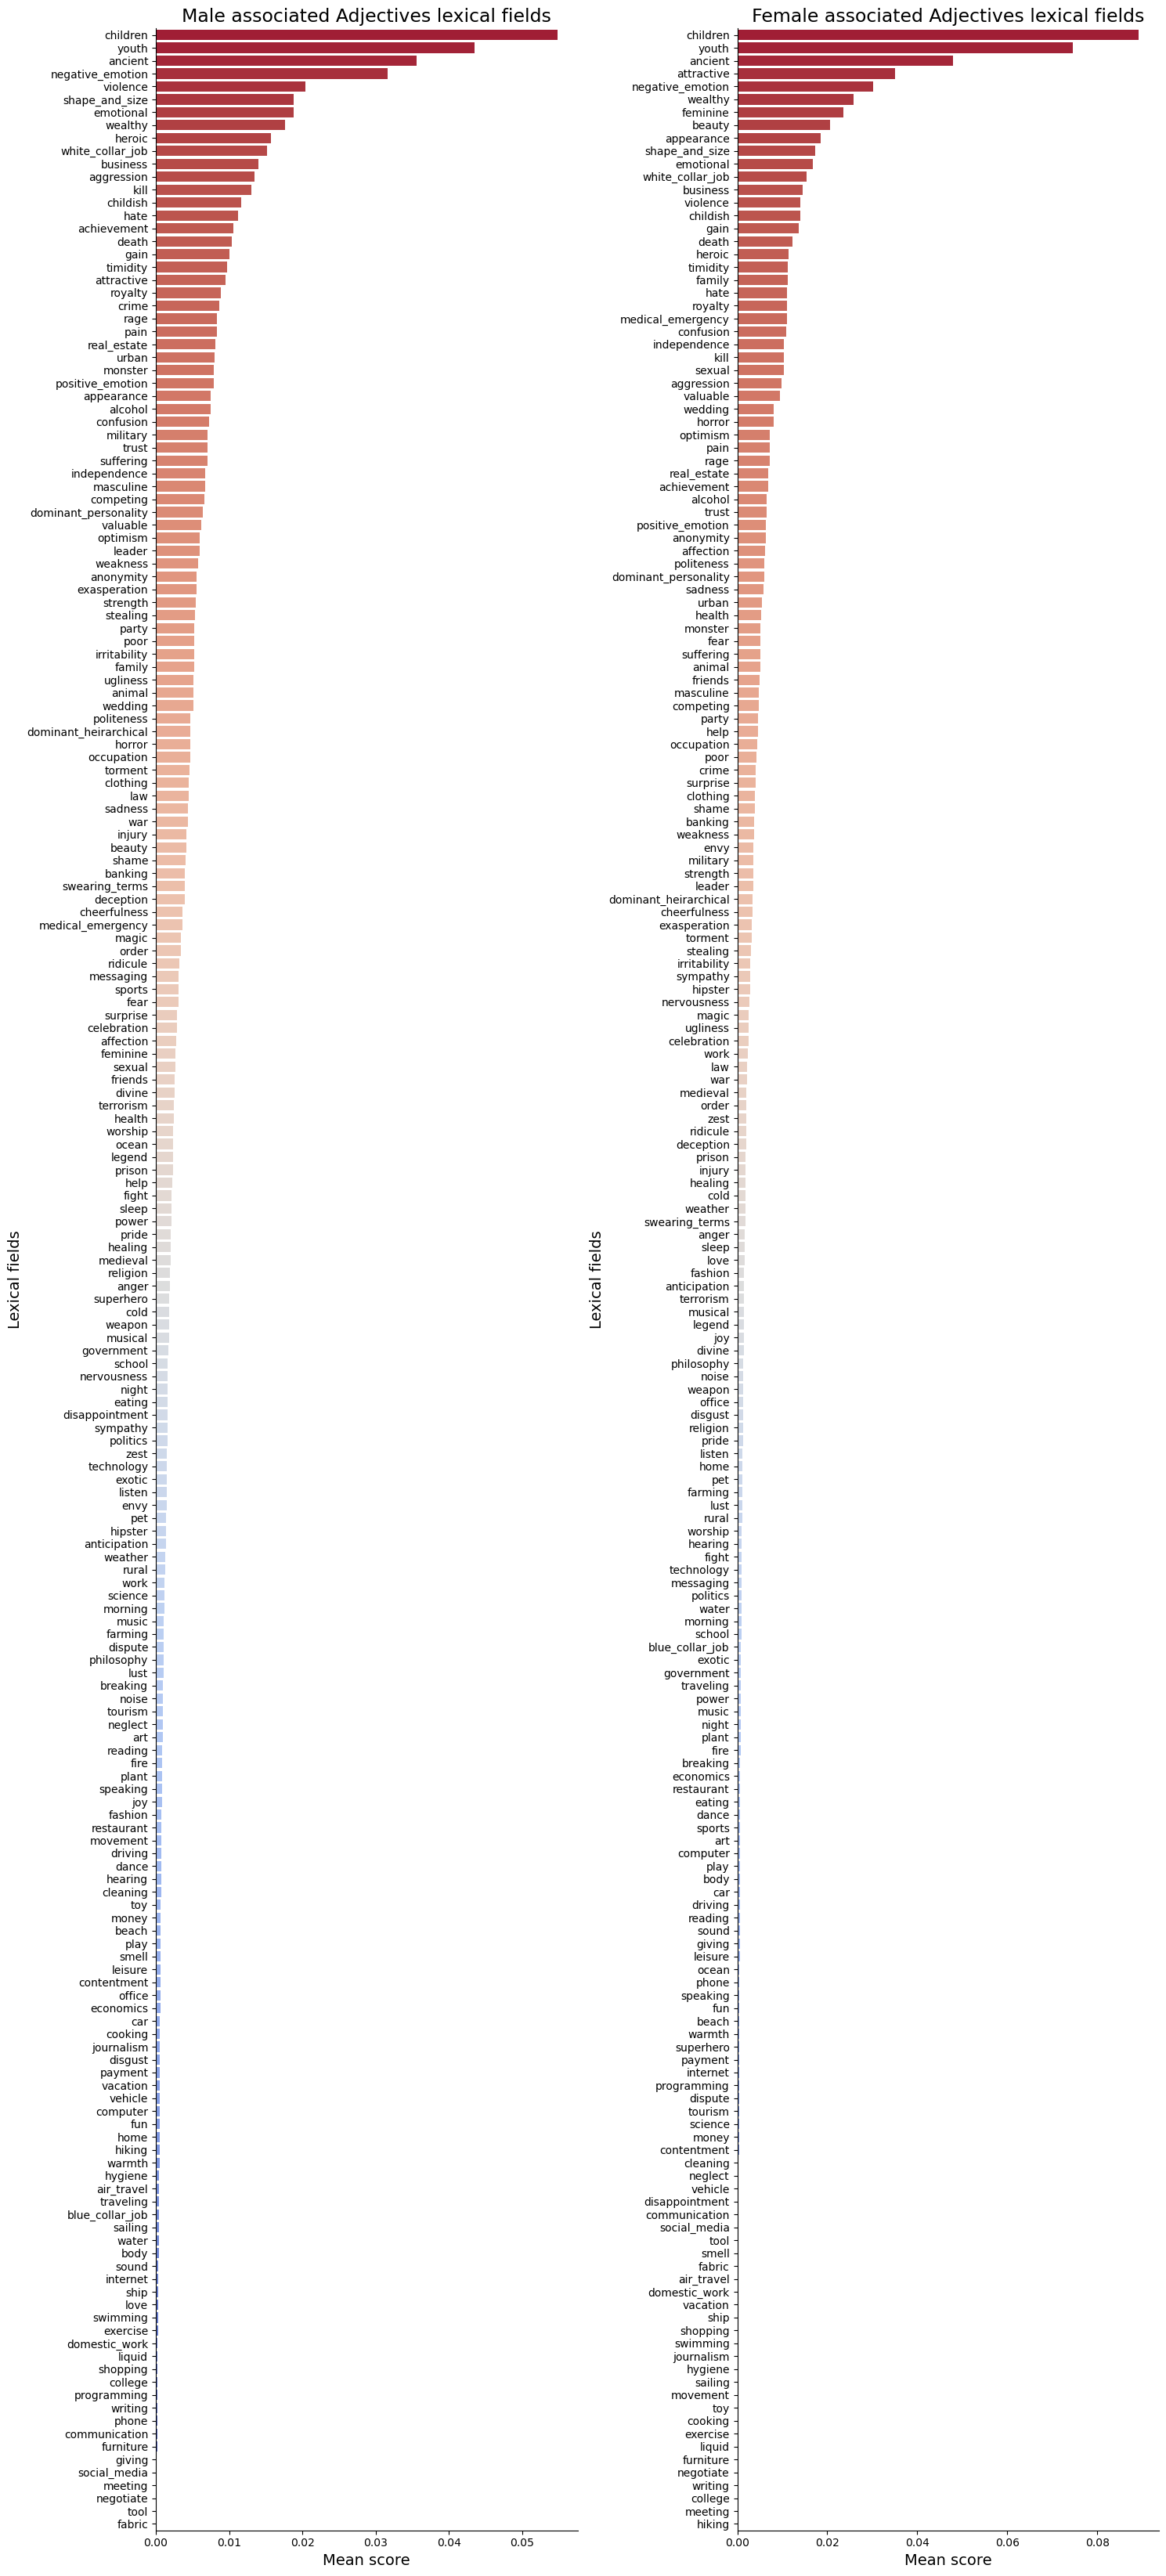 Male associated Adjectives lexical fields
children
youth
ancient
negative_emotion
violence
shape_and_size
emotional
wealthy
heroic
white_collar_job
business
aggression
kill
childish
hate
achievement
death
gain
timidity
attractive
royalty
crime
rage
pain
real_estate
urban
monster
positive_emotion
appearance
alcohol
confusion
military
trust
suffering
independence
masculine
competing
dominant_personality
valuable
optimism
leader
weakness
anonymity
exasperation
strength
stealing
party
poor
irritability
family
ugliness
animal
wedding
politeness
dominant_heirarchical
horror
occupation
torment
clothing
law
sadness
war
injury
beauty
shame
banking
swearing_terms
deception
cheerfulness
medical_emergency
magic
order
ridicule
messaging
sports
fear
surprise
celebration
affection
feminine
sexual
friends
divine
terrorism
health
worship
ocean
legend
prison
help
fight
sleep
power
pride
healing
medieval
religion
anger
superhero
cold
weapon
musical
government
school
nervousness
night
eating
disappointment
sympathy
politics
zest
technology
exotic
listen
envy
pet
hipster
anticipation
weather
rural
work
science
morning
music
farming
dispute
philosophy
lust
breaking
noise
tourism
neglect
art
reading
fire
plant
speaking
joy
fashion
restaurant
movement
driving
dance
hearing
cleaning
toy
money
beach
play
smell
leisure
contentment
office
economics
car
cooking
journalism
disgust
payment
vacation
vehicle
computer
fun
home
hiking
warmth
hygiene
air_travel
traveling
blue_collar_job
sailing
water
body
sound
internet
ship
love
swimming
exercise
domestic_work
liquid
shopping
college
programming
writing
phone
communication
furniture
giving
social_media
meeting
negotiate
tool
fabric
Lexical fields
0.00 0.01 0.02 0.03 0.04 0.05
Mean score
Female associated Adjectives lexical fields
children
youth
ancient
attractive
negative_emotion
wealthy
feminine
beauty
appearance
shape_and_size
emotional
white_collar_job
business
violence
childish
gain
death
heroic
timidity
family
hate
royalty
medical_emergency
confusion
independence
kill
sexual
aggression
valuable
wedding
horror
optimism
pain
rage
real_estate
achievement
alcohol
trust
positive_emotion
anonymity
affection
politeness
dominant_personality
sadness
urban
health
monster
fear
suffering
animal
friends
masculine
competing
party
help
occupation
poor
crime
surprise
clothing
shame
banking
weakness
envy
military
strength
leader
dominant_heirarchical
cheerfulness
exasperation
torment
stealing
irritability
sympathy
hipster
nervousness
magic
ugliness
celebration
work
law
war
medieval
order
zest
ridicule
deception
prison
injury
healing
cold
weather
swearing_terms
anger
sleep
love
fashion
anticipation
terrorism
musical
legend
joy
divine
philosophy
noise
weapon
office
disgust
religion
pride
listen
home
pet
farming
lust
rural
worship
hearing
fight
technology
messaging
politics
water
morning
school
blue_collar_job
exotic
government
traveling
power
music
night
plant
fire
breaking
economics
restaurant
eating
dance
sports
art
computer
play
body
car
driving
reading
sound
giving
leisure
ocean
phone
speaking
fun
beach
warmth
superhero
payment
internet
programming
dispute
tourism
science
money
contentment
cleaning
neglect
vehicle
disappointment
communication
social_media
tool
smell
fabric
air_travel
domestic_work
vacation
ship
shopping
swimming
journalism
hygiene
sailing
movement
toy
cooking
exercise
liquid
furniture
negotiate
writing
college
meeting
hiking
Lexical fields
0.00 0.02 0.04 0.06 0.08
Mean score